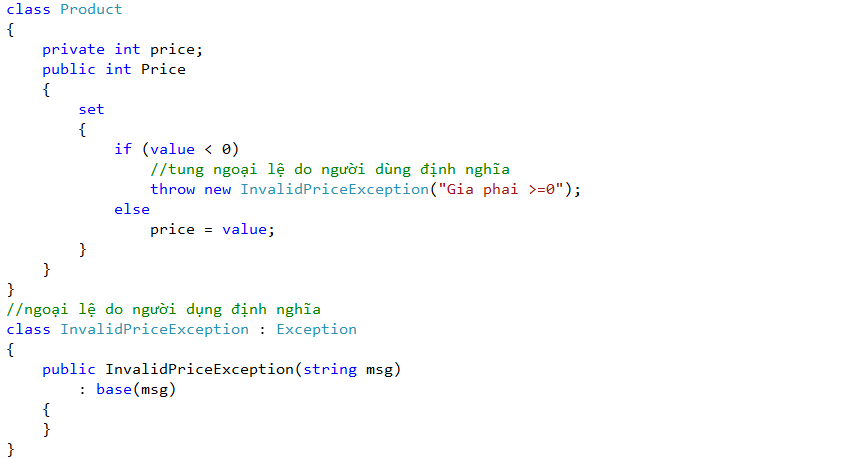 class Product
{
    private int price;
    public int Price
    {
        set
        {
            if (value < 0)
                //tung ngoại lệ do người dùng định nghĩa
                throw new InvalidPriceException("Gia phai >=0");
            else
                price = value;
        }
    }
}
//ngoại lệ do người dụng định nghĩa
class InvalidPriceException : Exception
{
    public InvalidPriceException(string msg)
        : base(msg)
    {
    }
}